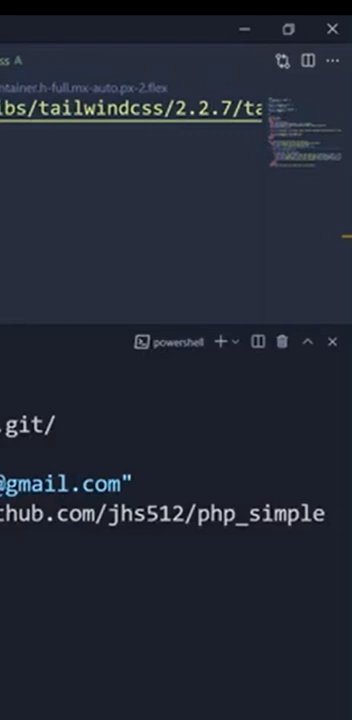 ss A
ntainer.h-full.mx-auto.px-2.flex
ibs/tailwindcss/2.2.7/ta
powershell
.git/
@gmail.com"
thub.com/jhs512/php_simple